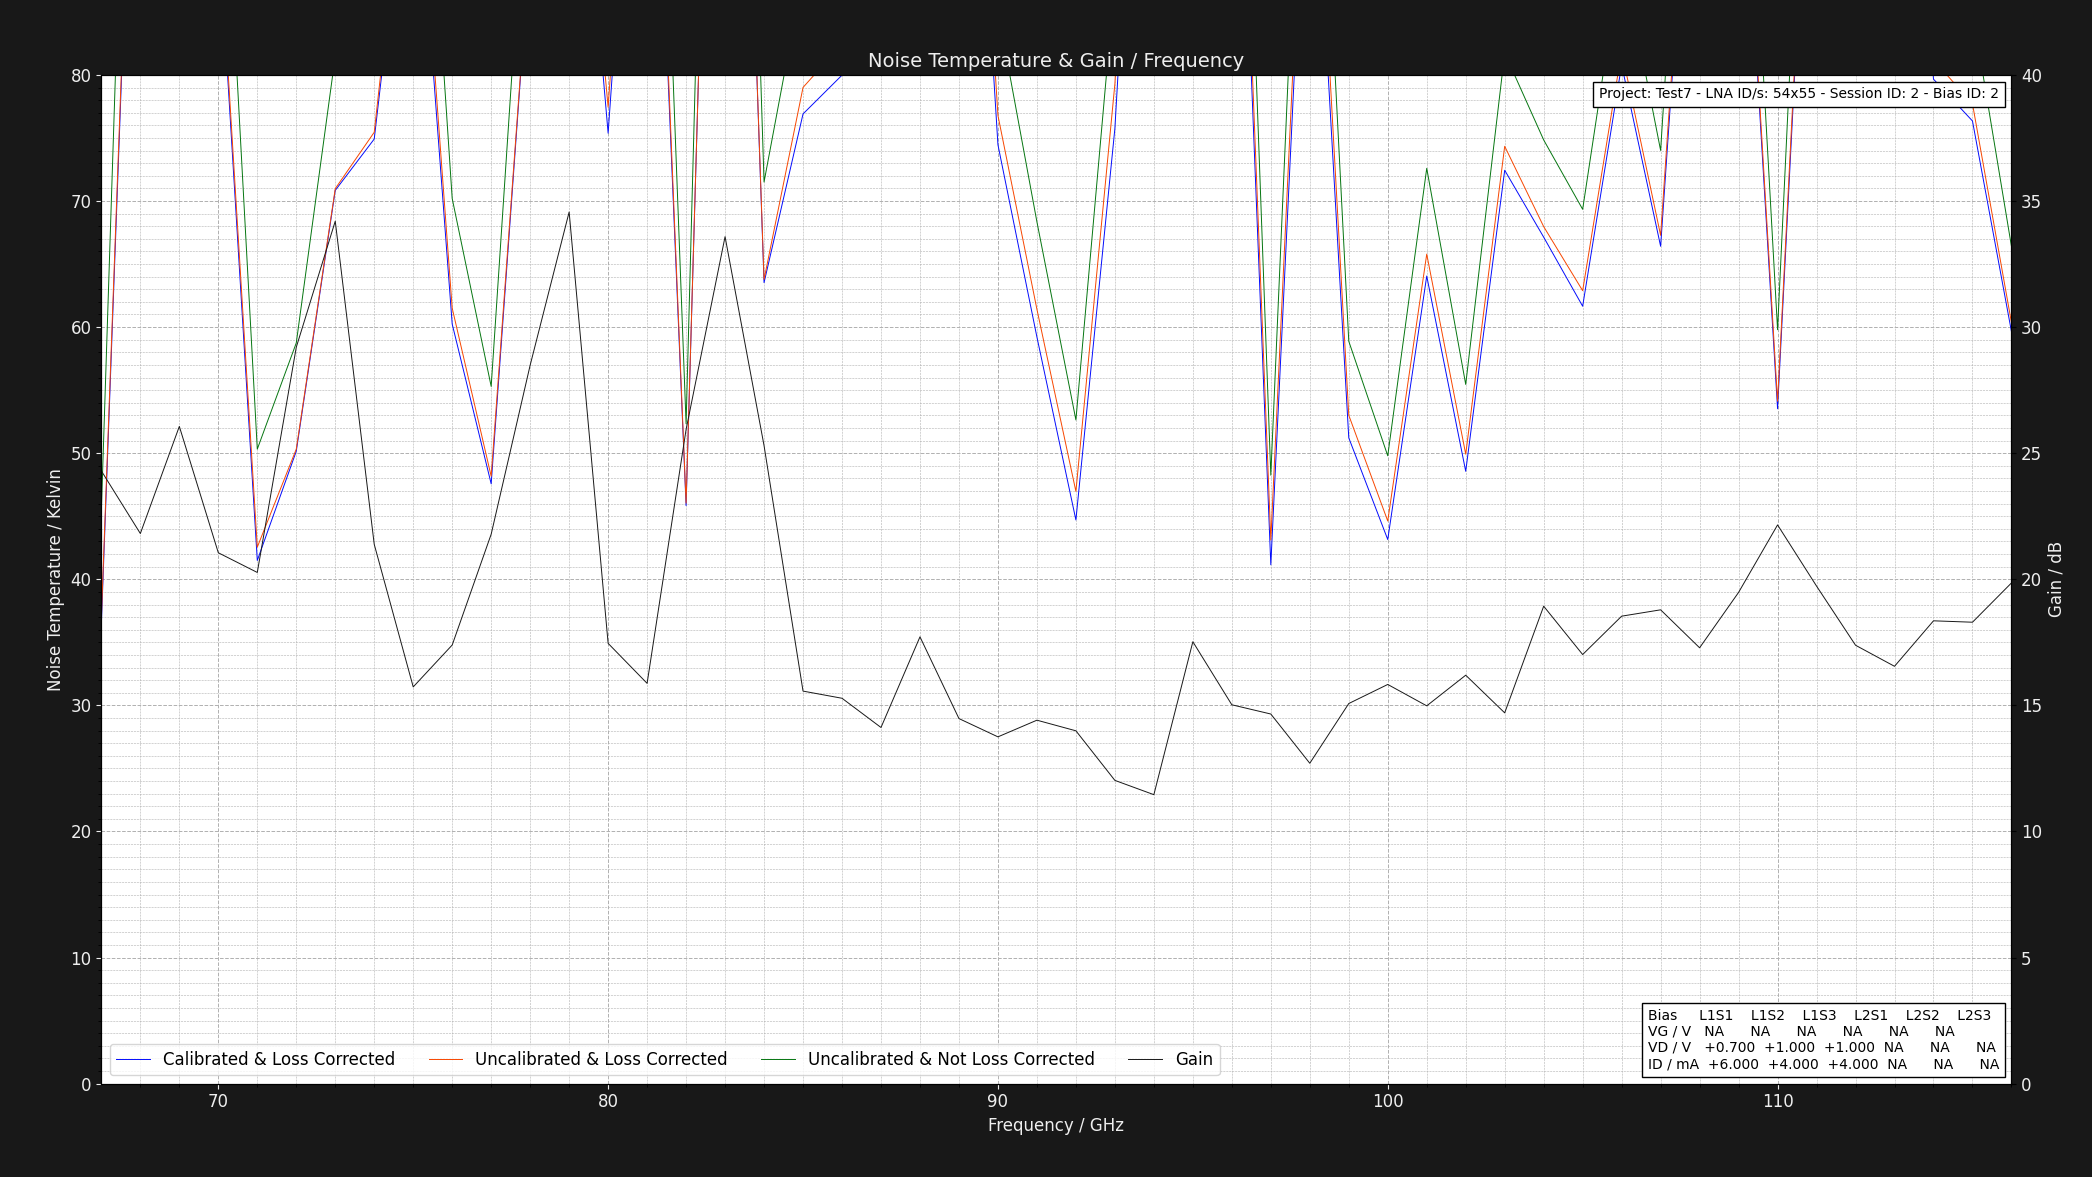 Noise Temperature & Gain / Frequency
Project: Test7 - LNA ID/s: 54x55 - Session ID: 2 - Bias ID: 2
80
70
60
50
40
30
20
10
0
Noise Temperature / Kelvin
40
35
30
25
20
15
10
5
0
Gain / dB
Bias L1S1 L1S2 L1S3 L2S1 L2S2 L2S3
VG / V NA NA NA NA NA NA
VD / V +0.700 +1.000 +1.000 NA NA NA
ID / mA +6.000 +4.000 +4.000 NA NA NA
Calibrated & Loss Corrected Uncalibrated & Loss Corrected Uncalibrated & Not Loss Corrected Gain
70 80 90 100 110
Frequency / GHz